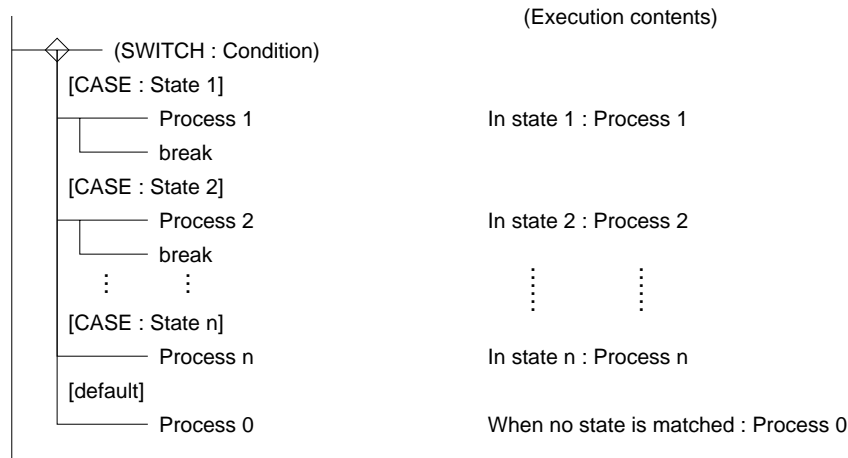 (Execution contents)
(SWITCH : Condition)
[CASE : State 1]
Process 1 In state 1 : Process 1
break
[CASE : State 2]
Process 2 In state 2 : Process 2
break
[CASE : State n]
Process n In state n : Process n
[default]
Process 0 When no state is matched : Process 0